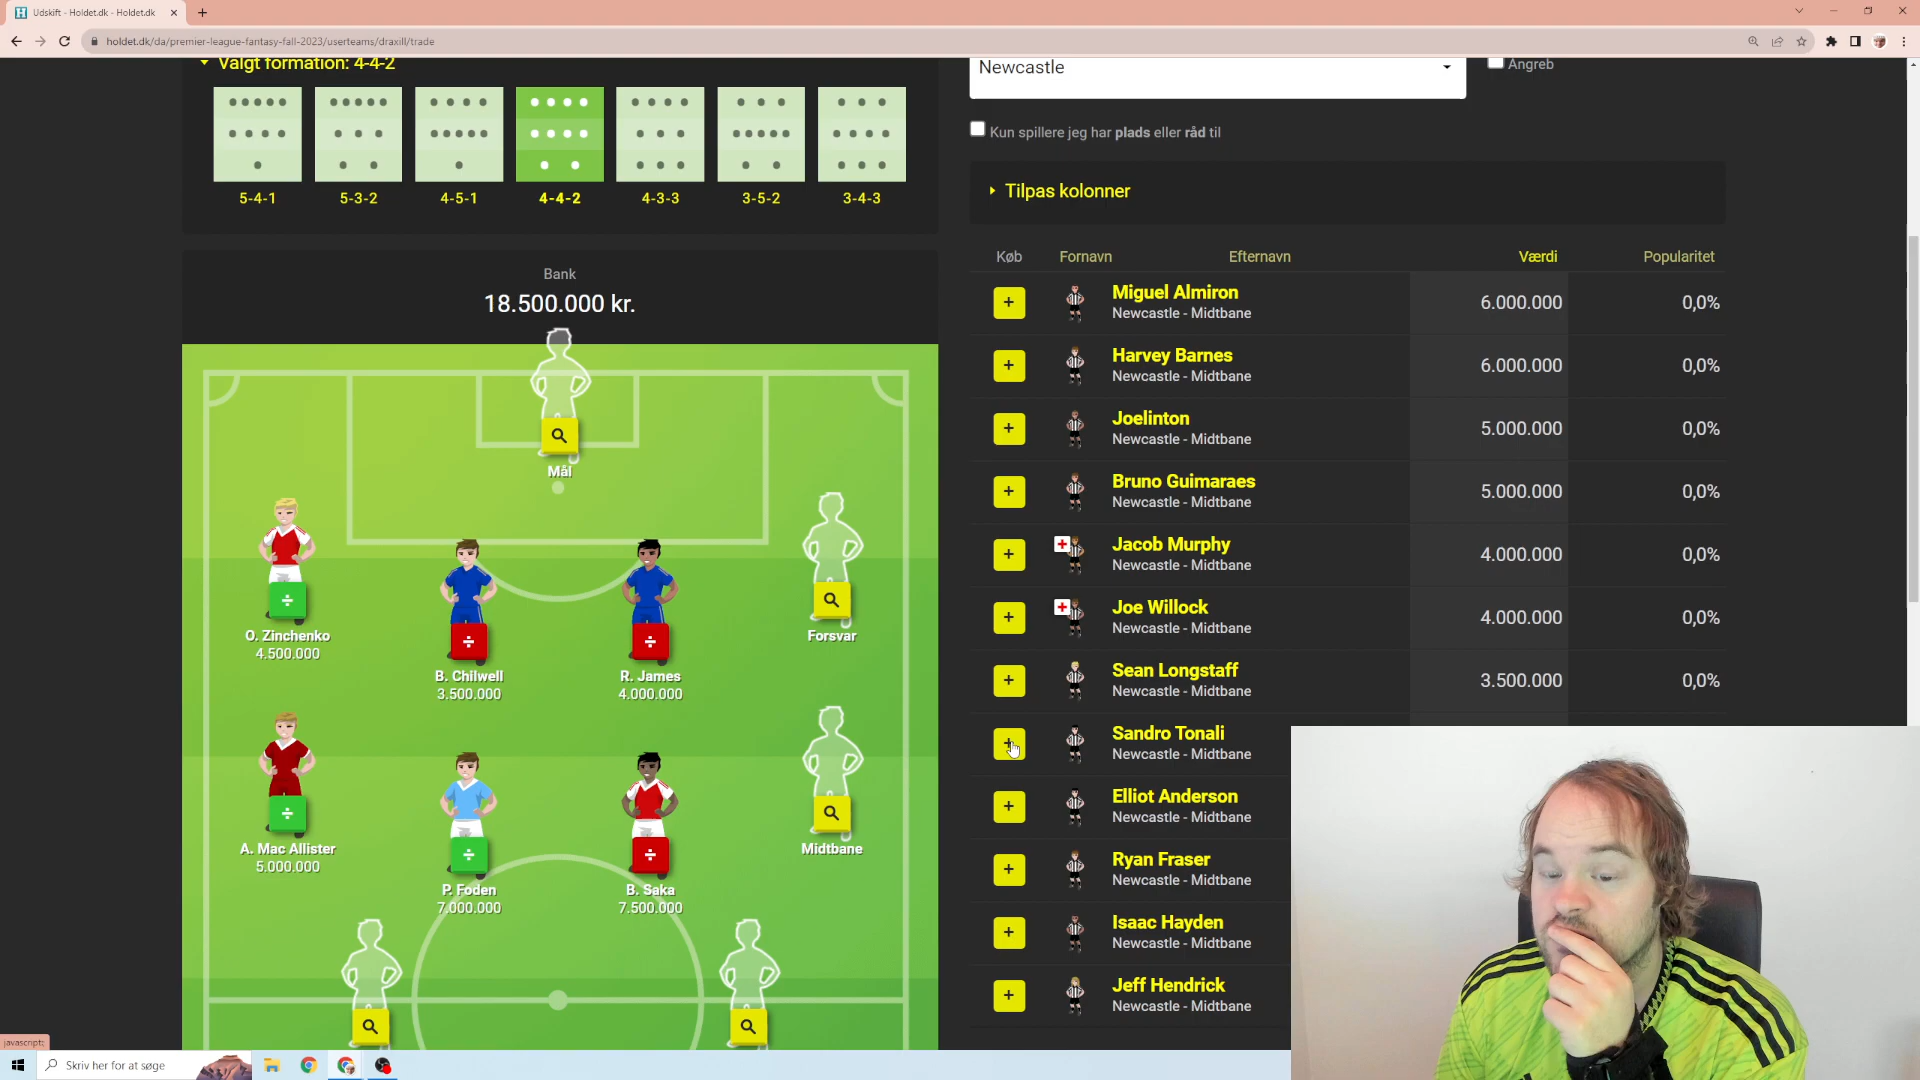 Udskift - Holdet.dk - Holdet.dk
holdet.dk/da/premier-league-fantasy-fall-2023/userteams/draxill/trade
Valgt formation: 4-4-2
5-4-1
5-3-2
4-5-1
4-4-2
4-3-3
3-5-2
3-4-3
Bank
18.500.000 kr.
Mål
O. Zinchenko
4.500.000
B. Chilwell
3.500.000
R. James
4.000.000
Forsvar
A. Mac Allister
5.000.000
P. Foden
7.000.000
B. Saka
7.500.000
Midtbane
Newcastle
Angreb
Kun spillere jeg har plads eller råd til
Tilpas kolonner
Køb Fornavn Efternavn Værdi Popularitet
Miguel Almiron
Newcastle - Midtbane
6.000.000 0,0%
Harvey Barnes
Newcastle - Midtbane
6.000.000 0,0%
Joelinton
Newcastle - Midtbane
5.000.000 0,0%
Bruno Guimaraes
Newcastle - Midtbane
5.000.000 0,0%
Jacob Murphy
Newcastle - Midtbane
4.000.000 0,0%
Joe Willock
Newcastle - Midtbane
4.000.000 0,0%
Sean Longstaff
Newcastle - Midtbane
3.500.000 0,0%
Sandro Tonali
Newcastle - Midtbane
Elliot Anderson
Newcastle - Midtbane
Ryan Fraser
Newcastle - Midtbane
Isaac Hayden
Newcastle - Midtbane
Jeff Hendrick
Newcastle - Midtbane
javascript:
Skriv her for at søge